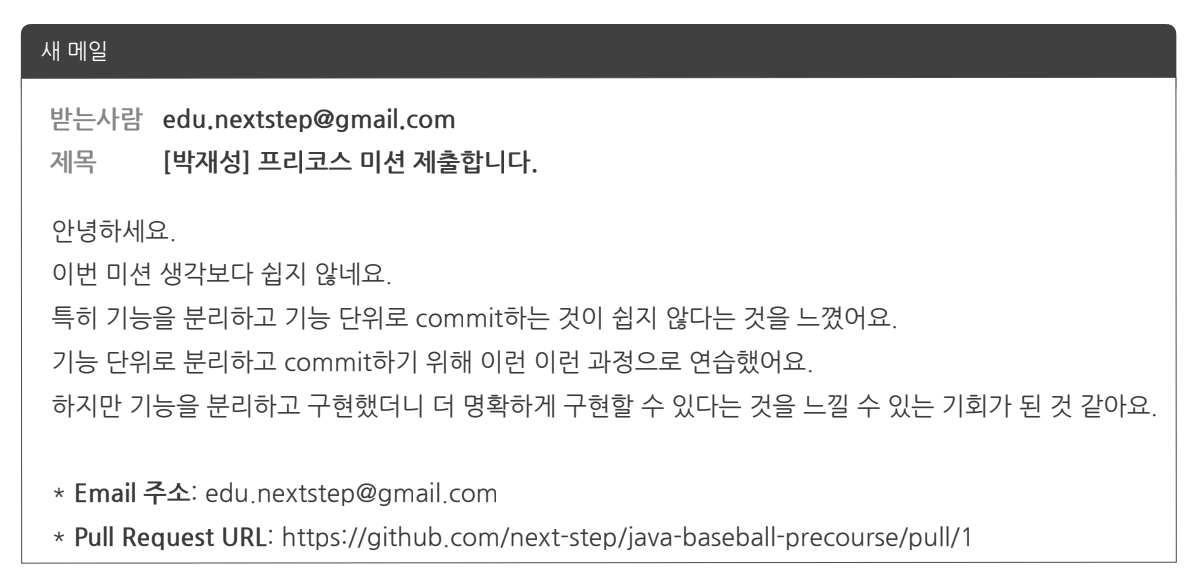 새 메일
받는사람 edu.nextstep@gmail.com
제목 [박재성] 프리코스 미션 제출합니다.
안녕하세요.
이번 미션 생각보다 쉽지 않네요.
특히 기능을 분리하고 기능 단위로 commit하는 것이 쉽지 않다는 것을 느꼈어요.
기능 단위로 분리하고 commit하기 위해 이런 이런 과정으로 연습했어요.
하지만 기능을 분리하고 구현했더니 더 명확하게 구현할 수 있다는 것을 느낄 수 있는 기회가 된 것 같아요.
* Email 주소: edu.nextstep@gmail.com
* Pull Request URL: https://github.com/next-step/java-baseball-precourse/pull/1